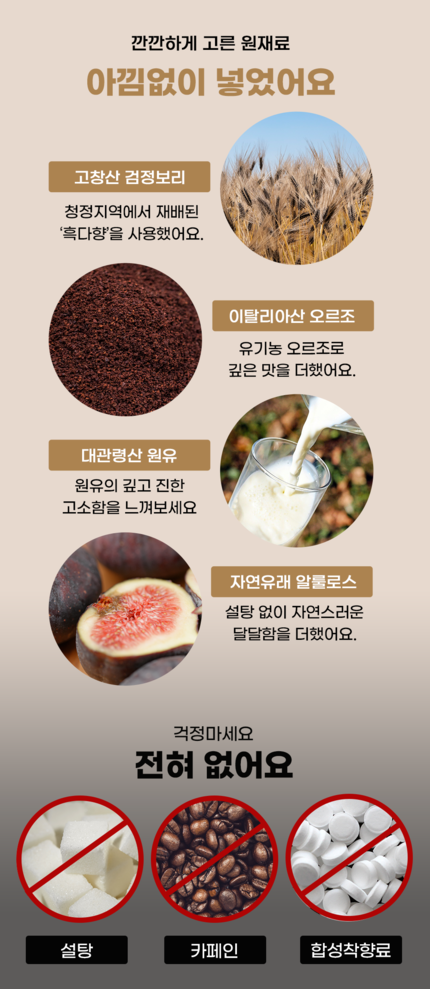 깐깐하게 고른 원재료
아낌없이 넣었어요
고창산 검정보리
청정지역에서 재배된
'흑다향'을 사용했어요.
이탈리아산 오르조
유기농 오르조로
깊은 맛을 더했어요.
대관령산 원유
원유의 깊고 진한
고소함을 느껴보세요
자연유래 알룰로스
설탕 없이 자연스러운
달달함을 더했어요.
걱정마세요
전혀 없어요
설탕
카페인
합성착향료